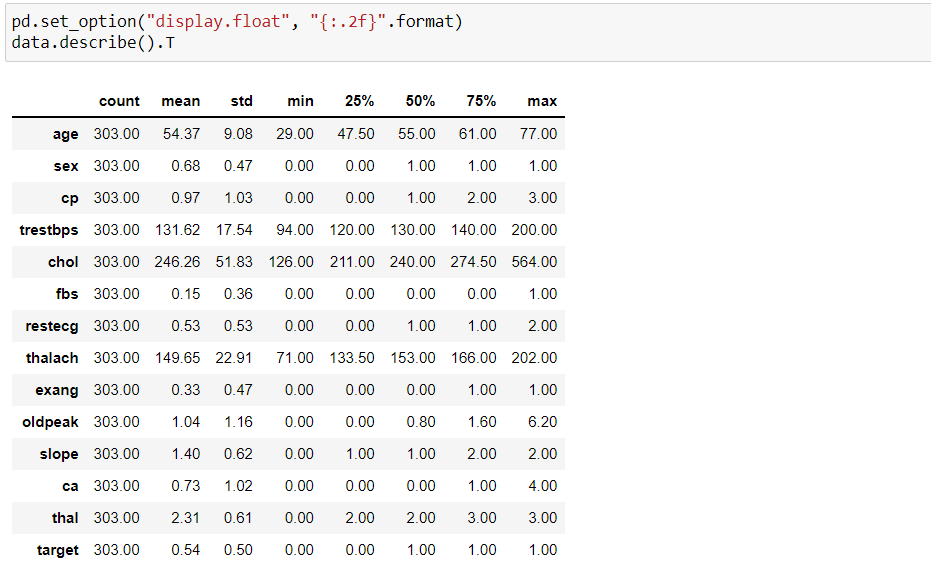 pd.set_option("display.float", "{:.2f}".format)
data.describe().T
count mean std min 25% 50% 75% max
age 303.00 54.37 9.08 29.00 47.50 55.00 61.00 77.00
sex 303.00 0.68 0.47 0.00 0.00 1.00 1.00 1.00
cp 303.00 0.97 1.03 0.00 0.00 1.00 2.00 3.00
trestbps 303.00 131.62 17.54 94.00 120.00 130.00 140.00 200.00
chol 303.00 246.26 51.83 126.00 211.00 240.00 274.50 564.00
fbs 303.00 0.15 0.36 0.00 0.00 0.00 0.00 1.00
restecg 303.00 0.53 0.53 0.00 0.00 1.00 1.00 2.00
thalach 303.00 149.65 22.91 71.00 133.50 153.00 166.00 202.00
exang 303.00 0.33 0.47 0.00 0.00 0.00 1.00 1.00
oldpeak 303.00 1.04 1.16 0.00 0.00 0.80 1.60 6.20
slope 303.00 1.40 0.62 0.00 1.00 1.00 2.00 2.00
ca 303.00 0.73 1.02 0.00 0.00 0.00 1.00 4.00
thal 303.00 2.31 0.61 0.00 2.00 2.00 3.00 3.00
target 303.00 0.54 0.50 0.00 0.00 1.00 1.00 1.00